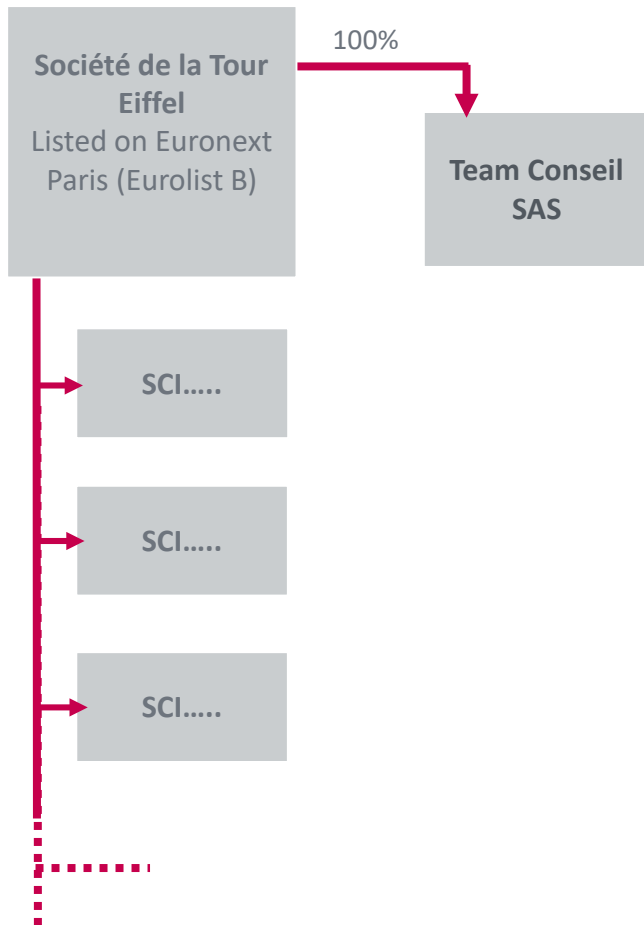 100%
Société de la Tour
Eiffel
Listed on Euronext
Paris (Eurolist B)
Team Conseil
SAS
SCI.....
SCI.....
SCI.....